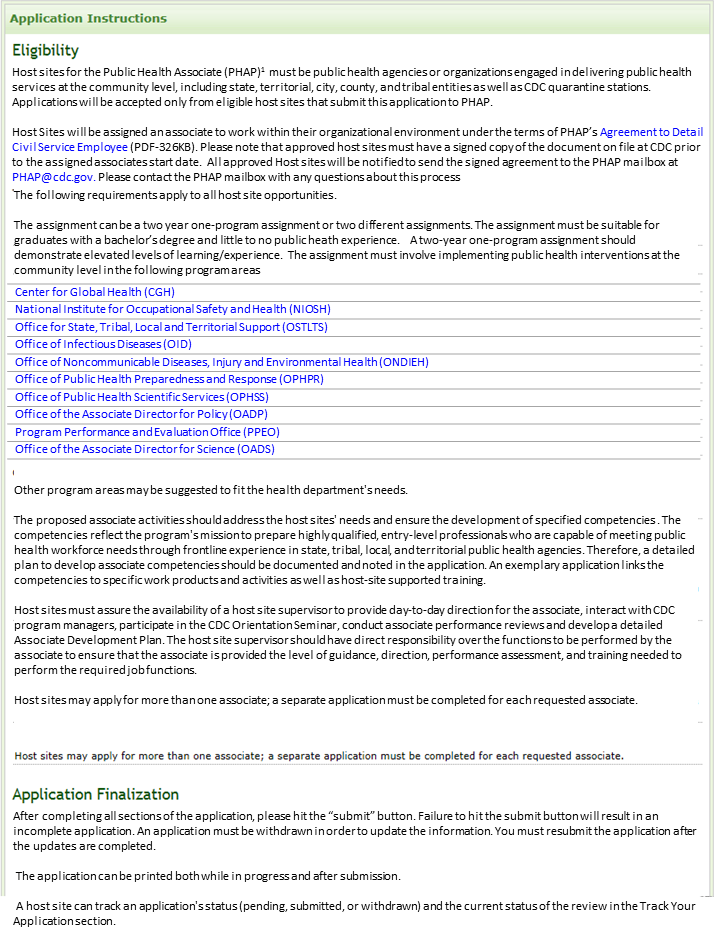 Application Instructions
Eligibility
Host sites for the Public Health Associate (PHAP)¹ must be public health agencies or organizations engaged in delivering public health
services at the community level, including state, territorial, city, county, and tribal entities as well as CDC quarantine stations.
Applications will be accepted only from eligible host sites that submit this application to PHAP.
Host Sites will be assigned an associate to work within their organizational environment under the terms of PHAP's Agreement to Detail
Civil Service Employee (PDF-326KB). Please note that approved host sites must have a signed copy of the document on file at CDC prior
to the assigned associates start date. All approved Host sites will be notified to send the signed agreement to the PHAP mailbox at
PHAP@cdc.gov. Please contact the PHAP mailbox with any questions about this process
The following requirements apply to all host site opportunities.
The assignment can be a two year one-program assignment or two different assignments. The assignment must be suitable for
graduates with a bachelor's degree and little to no public heath experience. A two-year one-program assignment should
demonstrate elevated levels of learning/experience. The assignment must involve implementing public health interventions at the
community level in the following program areas
Center for Global Health (CGH)
National Institute for Occupational Safety and Health (NIOSH)
Office for State, Tribal, Local and Territorial Support (OSTLTS)
Office of Infectious Diseases (OID)
Office of Noncommunicable Diseases, Injury and Environmental Health (ONDIEH)
Office of Public Health Preparedness and Response (OPHPR)
Office of Public Health Scientific Services (OPHSS)
Office of the Associate Director for Policy (OADP)
Program Performance and Evaluation Office (PPEO)
Office of the Associate Director for Science (OADS)
Other program areas may be suggested to fit the health department's needs.
The proposed associate activities should address the host sites' needs and ensure the development of specified competencies. The
competencies reflect the program's mission to prepare highly qualified, entry-level professionals who are capable of meeting public
health workforce needs through frontline experience in state, tribal, local, and territorial public health agencies. Therefore, a detailed
plan to develop associate competencies should be documented and noted in the application. An exemplary application links the
competencies to specific work products and activities as well as host-site supported training.
Host sites must assure the availability of a host site supervisor to provide day-to-day direction for the associate, interact with CDC
program managers, participate in the CDC Orientation Seminar, conduct associate performance reviews and develop a detailed
Associate Development Plan. The host site supervisor should have direct responsibility over the functions to be performed by the
associate to ensure that the associate is provided the level of guidance, direction, performance assessment, and training needed to
perform the required job functions.
Host sites may apply for more than one associate; a separate application must be completed for each requested associate.
Host sites may apply for more than one associate; a separate application must be completed for each requested associate.
Application Finalization
After completing all sections of the application, please hit the "submit" button. Failure to hit the submit button will result in an
incomplete application. An application must be withdrawn in order to update the information. You must resubmit the application after
the updates are completed.
The application can be printed both while in progress and after submission.
A host site can track an application's status (pending, submitted, or withdrawn) and the current status of the review in the Track Your
Application section.